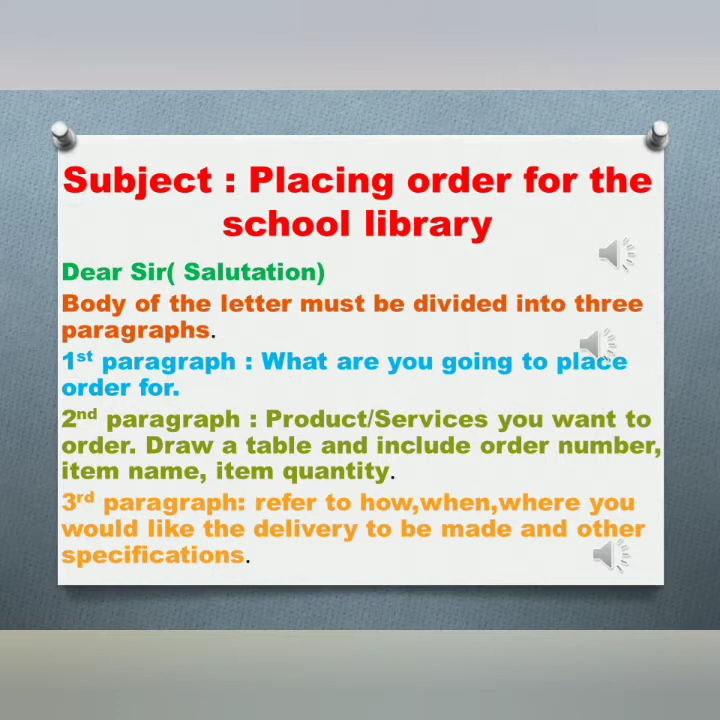 Subject : Placing order for the
school library
Dear Sir( Salutation)
Body of the letter must be divided into three
paragraphs.
1st paragraph : What are you going to place
order for.
2nd paragraph : Product/Services you want to
order. Draw a table and include order number,
item name, item quantity.
3rd paragraph: refer to how,when,where you
would like the delivery to be made and other
specifications.